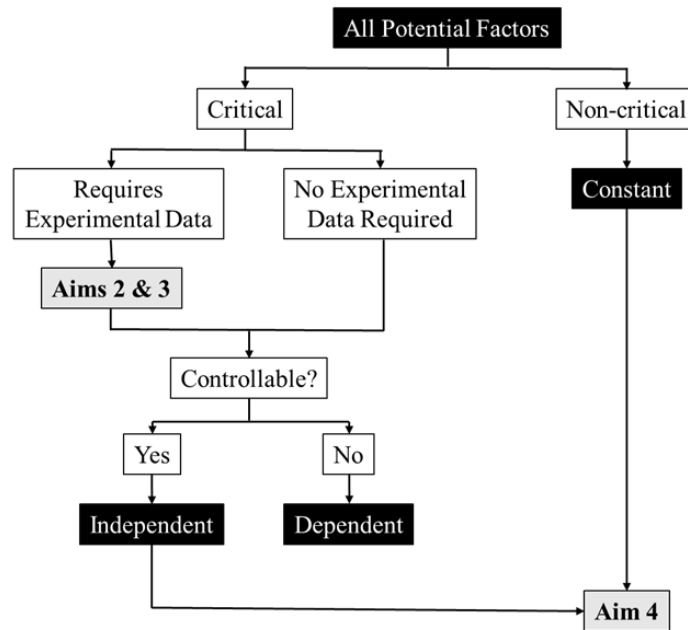 All Potential Factors
Critical
Non-critical
Requires
Experimental Data
No Experimental
Data Required
Constant
Aims 2 & 3
Controllable?
Yes
No
Independent
Dependent
Aim 4